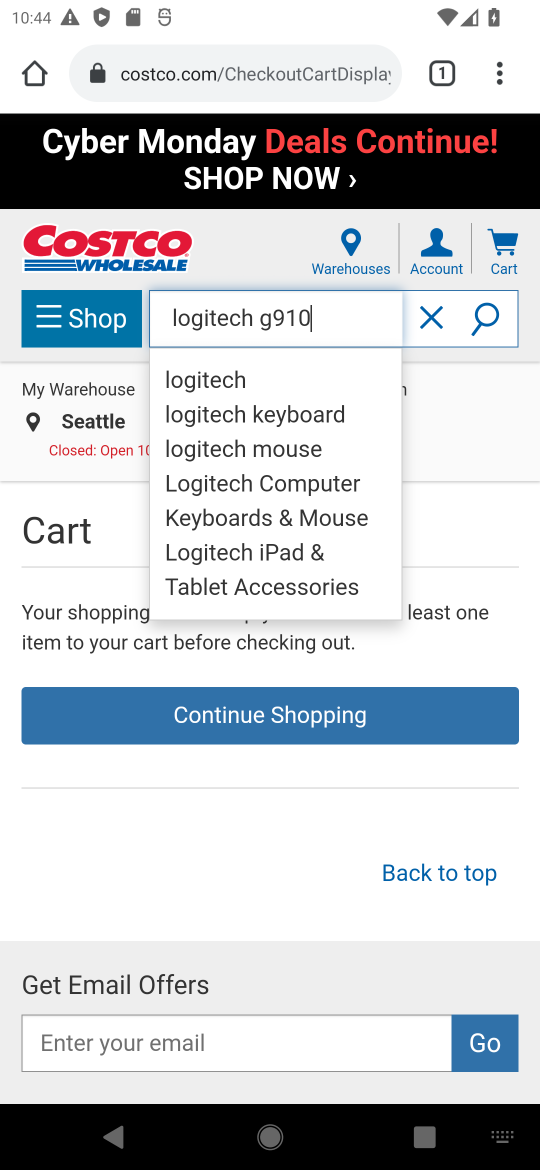 10:44
costco.com/CheckoutCartDisplay
1
Cyber Monday Deals Continue!
SHOP NOW ›
COSTCO
WHOLESALE
Warehouses
Account
Cart
Shop
logitech g910
My Warehouse
Seattle
Closed: Open 10
logitech
logitech keyboard
logitech mouse
Logitech Computer
Keyboards & Mouse
Logitech iPad &
Tablet Accessories
Cart
Your shopping least one
item to your cart before checking out.
Continue Shopping
Back to top
Get Email Offers
Enter your email
Go